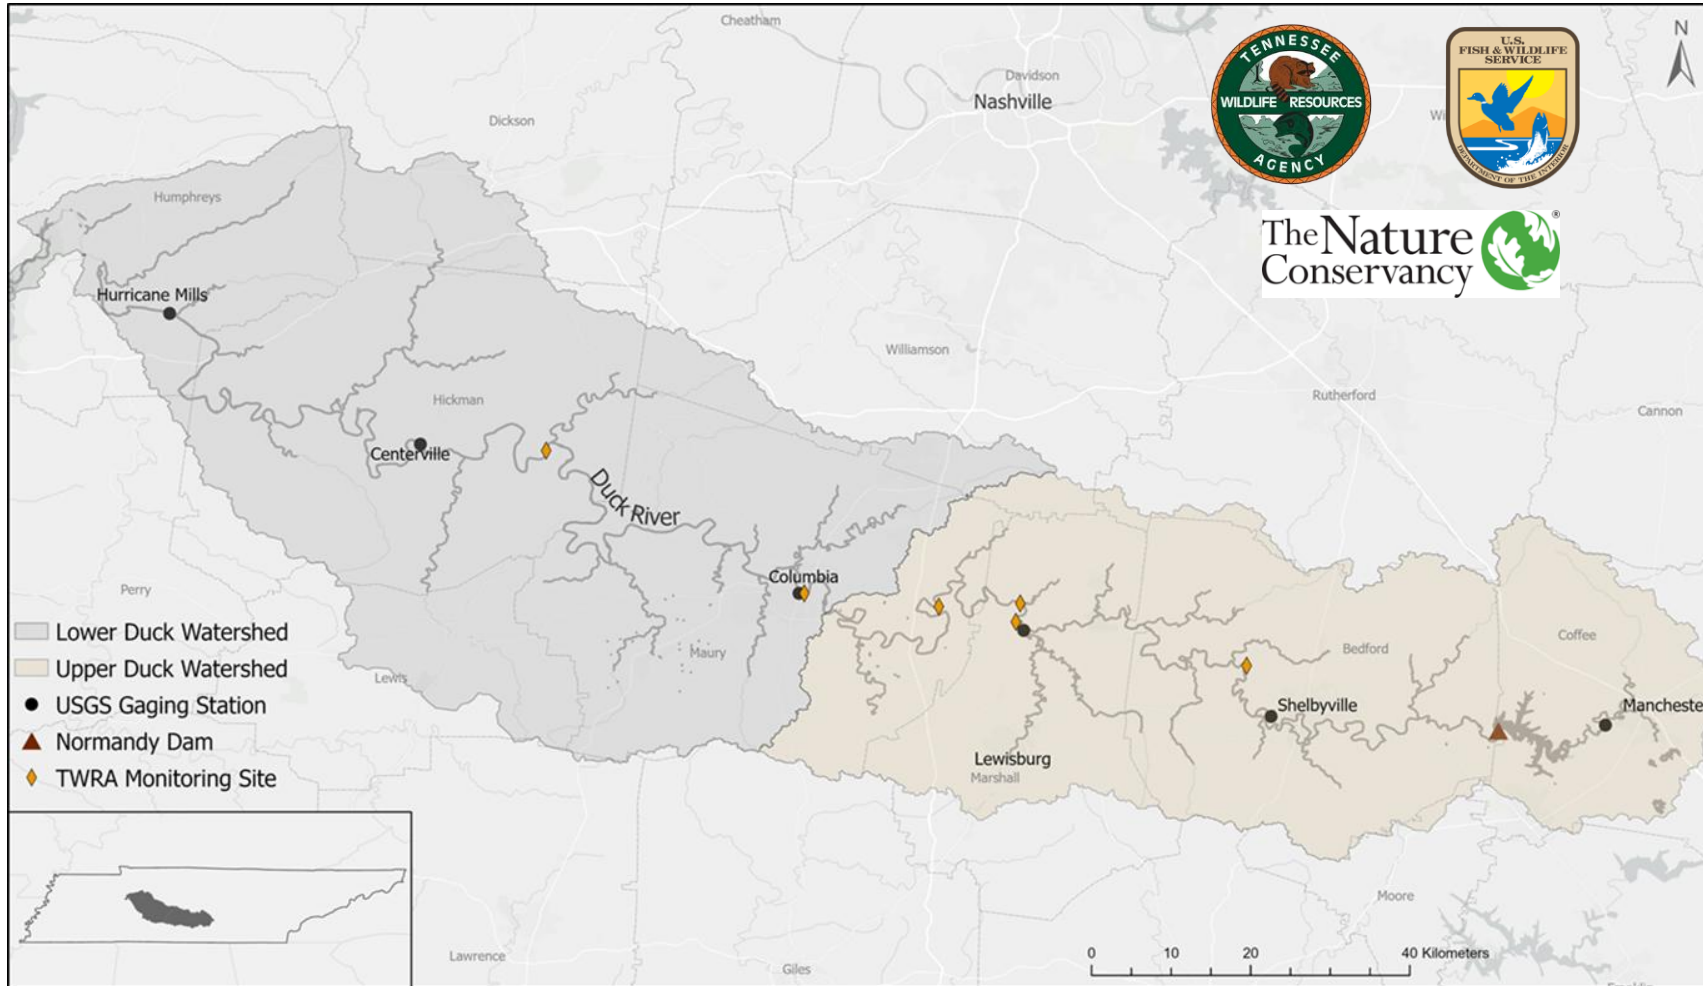 Cheatham
N
Davidson
Nashville
TENNESSEE
WILDLIFE RESOURCES
AGENCY
U.S.
FISH & WILDLIFE
SERVICE
DEPARTMENT OF THE INTERIOR
Wi
Dickson
The Nature
Conservancy
®
Humphreys
Hurricane Mills
Williamson
Rutherford
Cannon
Hickman
Centerville
Duck River
Columbia
Perry
Maury
Lewis
Bedford
Coffee
Shelbyville
Mancheste
Lewisburg
Marshall
Lower Duck Watershed
Upper Duck Watershed
USGS Gaging Station
Normandy Dam
TWRA Monitoring Site
Moore
Lawrence
Giles
0 10 20 40 Kilometers